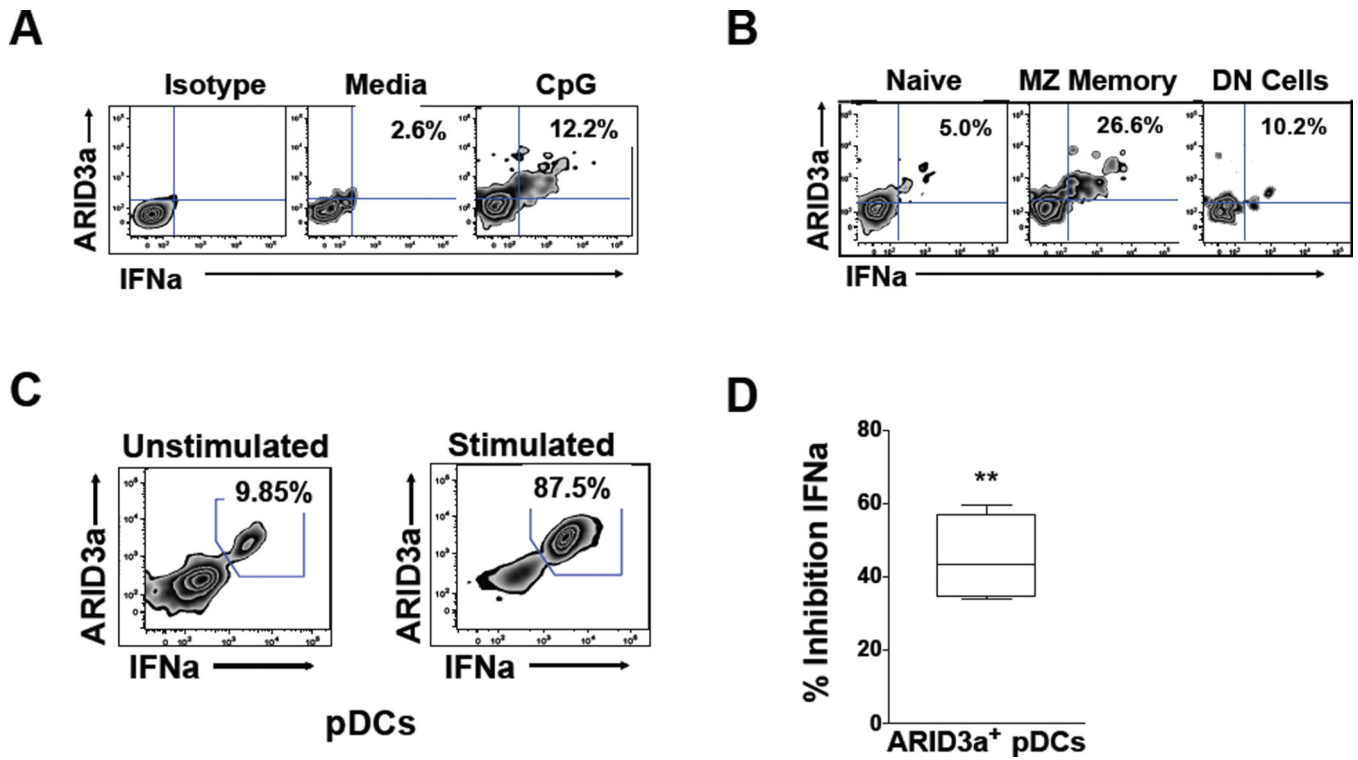 A
Isotype Media CpG
2.6% 12.2%
ARID3a
IFNa
B
Naive MZ Memory DN Cells
5.0% 26.6% 10.2%
ARID3a
IFNa
C
Unstimulated Stimulated
9.85% 87.5%
ARID3a ARID3a
IFNa IFNa
pDCs
D
80
60
40
20
0
**
% Inhibition IFNa
ARID3a⁺ pDCs